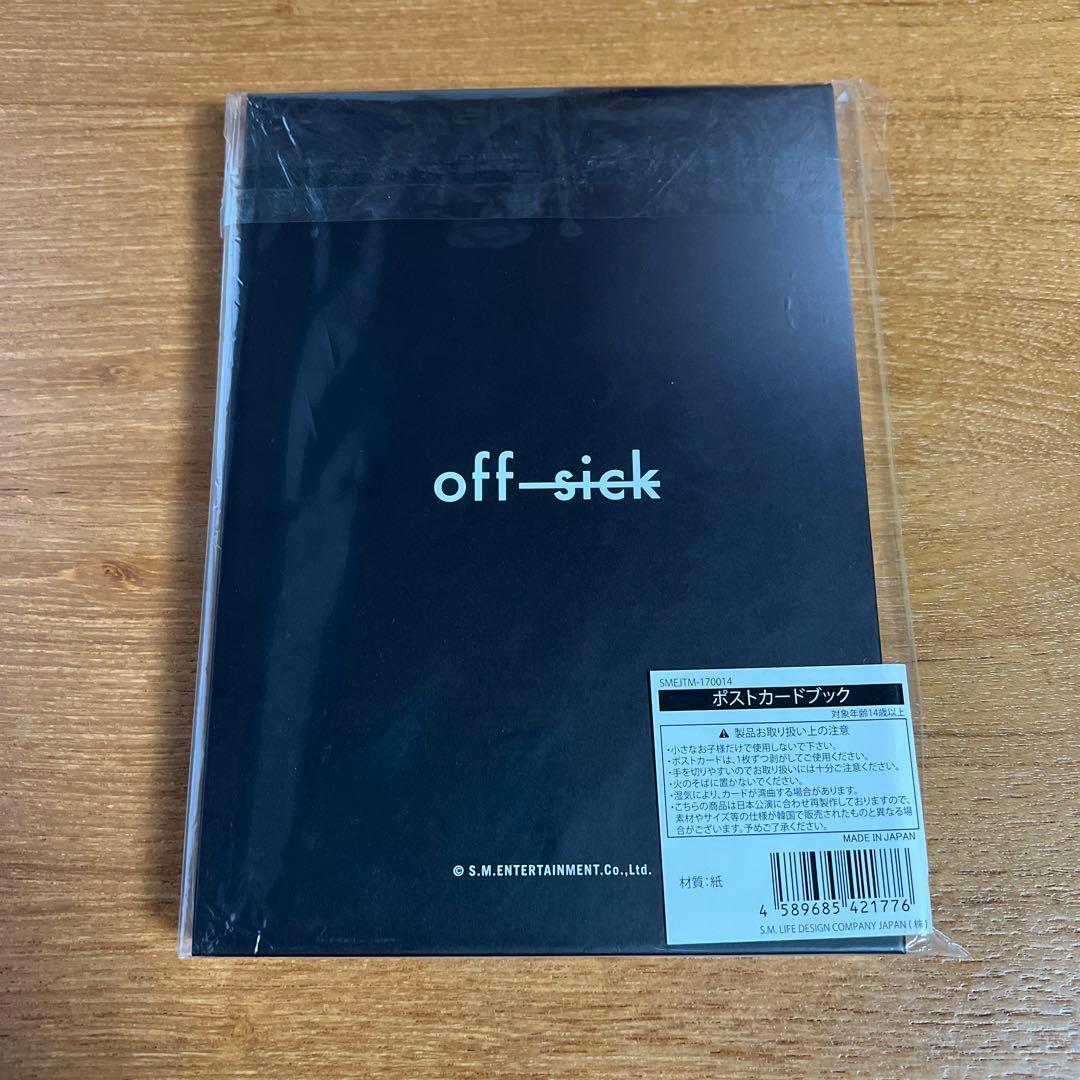 off sick
© S.M.ENTERTAINMENT.Co.,Ltd.
SMEJTM-170014
ポストカードブック
対象年齢14歳以上
⚠ 製品お取り扱い上の注意
・小さなお子様だけで使用しないで下さい。
・ポストカードは、1枚ずつ剥がしてご使用ください。
・手を切りやすいのでお取り扱いには十分ご注意ください。
・火のそばに置かないでください。
・湿気により、カードが湾曲する場合があります。
・こちらの商品は日本公演に合わせ再製作しておりますので、
素材やサイズ等の仕様が韓国で販売されたものと異なる場
合がございます。予めご了承ください。
MADE IN JAPAN
材質：紙
4 589685 421776
S.M. LIFE DESIGN COMPANY JAPAN (株)